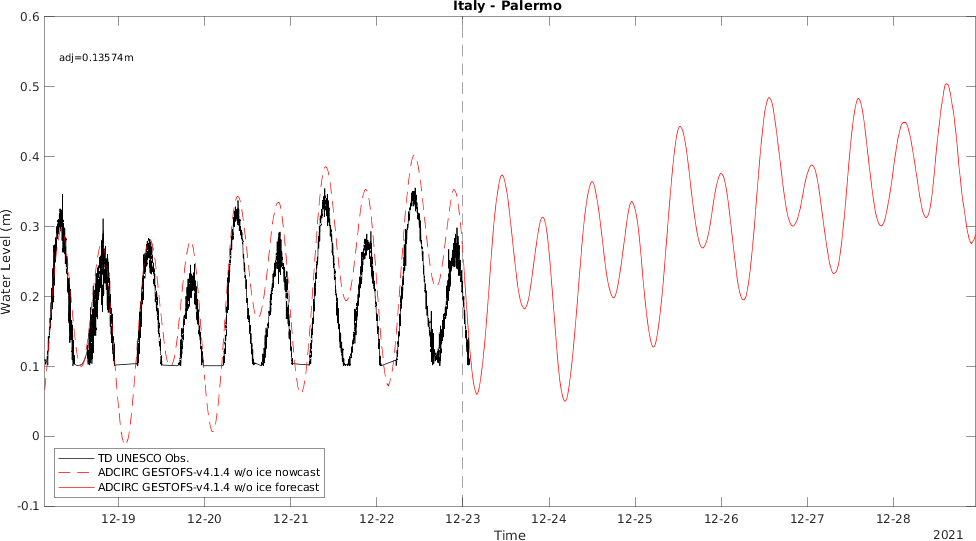 Italy - Palermo
adj=0.13574m
0.6
0.5
0.4
0.3
0.2
0.1
0
-0.1
Water Level (m)
TD UNESCO Obs.
ADCIRC GESTOFS-v4.1.4 w/o ice nowcast
ADCIRC GESTOFS-v4.1.4 w/o ice forecast
12-19 12-20 12-21 12-22 12-23 12-24 12-25 12-26 12-27 12-28
Time
2021